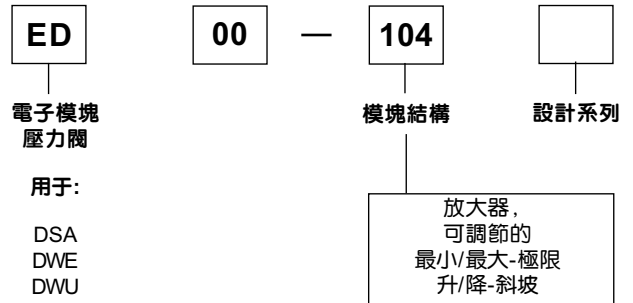 ED 00 — 104
電子模塊
壓力閥
用于:
DSA
DWE
DWU
模塊結構
放大器,
可調節的
最小/最大-極限
升/降-斜坡
設計系列